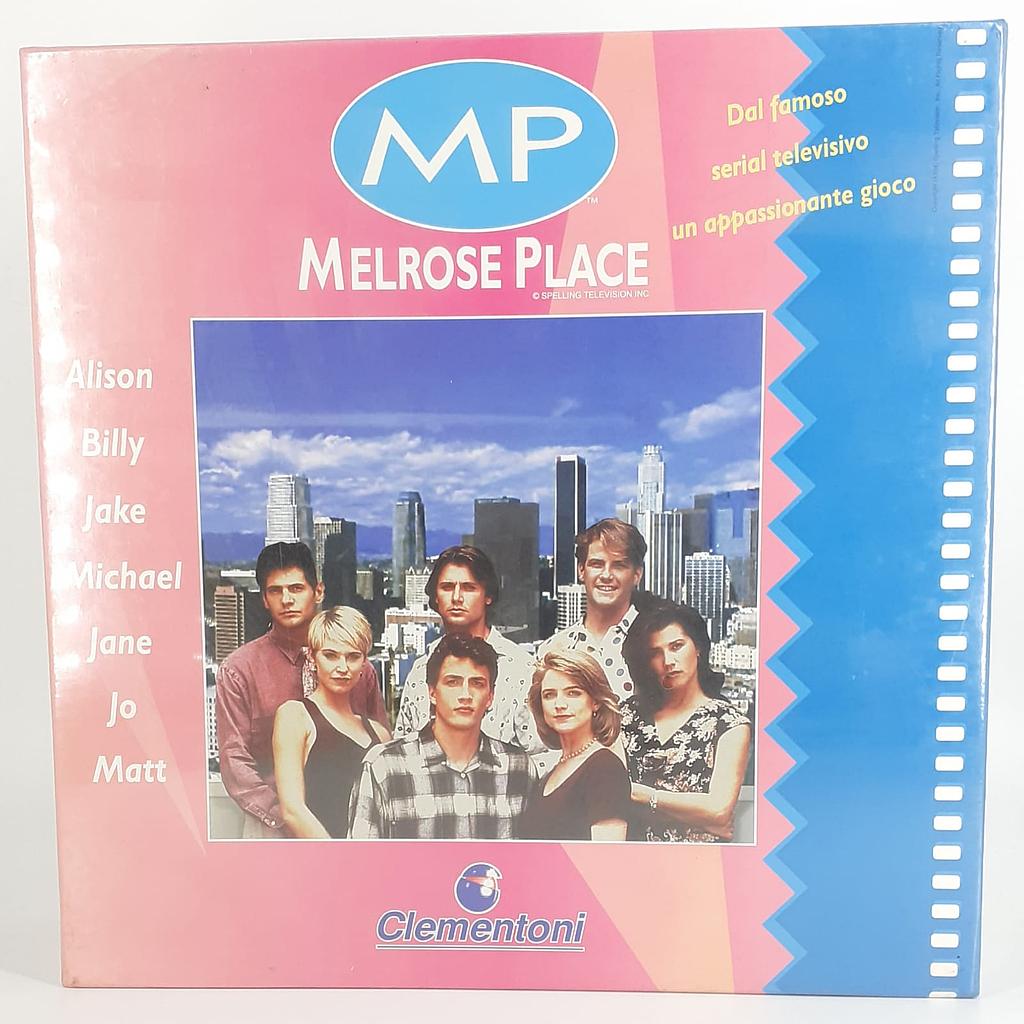 MP
TM
MELROSE PLACE
© SPELLING TELEVISION INC
Dal famoso
serial televisivo
un appassionante gioco
Alison
Billy
Jake
Michael
Jane
Jo
Matt
Clementoni